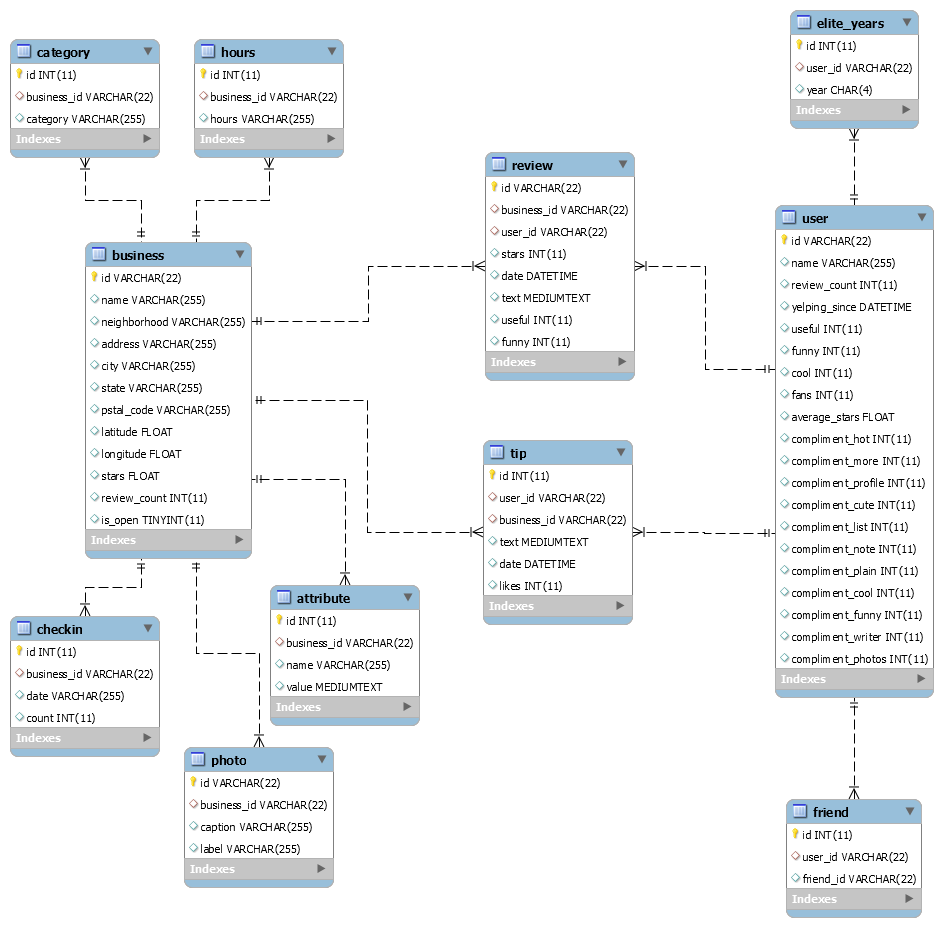 category
id INT(11)
business_id VARCHAR(22)
category VARCHAR(255)
Indexes
hours
id INT(11)
business_id VARCHAR(22)
hours VARCHAR(255)
Indexes
elite_years
id INT(11)
user_id VARCHAR(22)
year CHAR(4)
Indexes
review
id VARCHAR(22)
business_id VARCHAR(22)
user_id VARCHAR(22)
stars INT(11)
date DATETIME
text MEDIUMTEXT
useful INT(11)
funny INT(11)
Indexes
user
id VARCHAR(22)
name VARCHAR(255)
review_count INT(11)
yelping_since DATETIME
useful INT(11)
funny INT(11)
cool INT(11)
fans INT(11)
average_stars FLOAT
compliment_hot INT(11)
compliment_more INT(11)
compliment_profile INT(11)
compliment_cute INT(11)
compliment_list INT(11)
compliment_note INT(11)
compliment_plain INT(11)
compliment_cool INT(11)
compliment_funny INT(11)
compliment_writer INT(11)
compliment_photos INT(11)
Indexes
business
id VARCHAR(22)
name VARCHAR(255)
neighborhood VARCHAR(255)
address VARCHAR(255)
city VARCHAR(255)
state VARCHAR(255)
pstal_code VARCHAR(255)
latitude FLOAT
longitude FLOAT
stars FLOAT
review_count INT(11)
is_open TINYINT(11)
Indexes
tip
id INT(11)
user_id VARCHAR(22)
business_id VARCHAR(22)
text MEDIUMTEXT
date DATETIME
likes INT(11)
Indexes
attribute
id INT(11)
business_id VARCHAR(22)
name VARCHAR(255)
value MEDIUMTEXT
Indexes
checkin
id INT(11)
business_id VARCHAR(22)
date VARCHAR(255)
count INT(11)
Indexes
photo
id VARCHAR(22)
business_id VARCHAR(22)
caption VARCHAR(255)
label VARCHAR(255)
Indexes
friend
id INT(11)
user_id VARCHAR(22)
friend_id VARCHAR(22)
Indexes